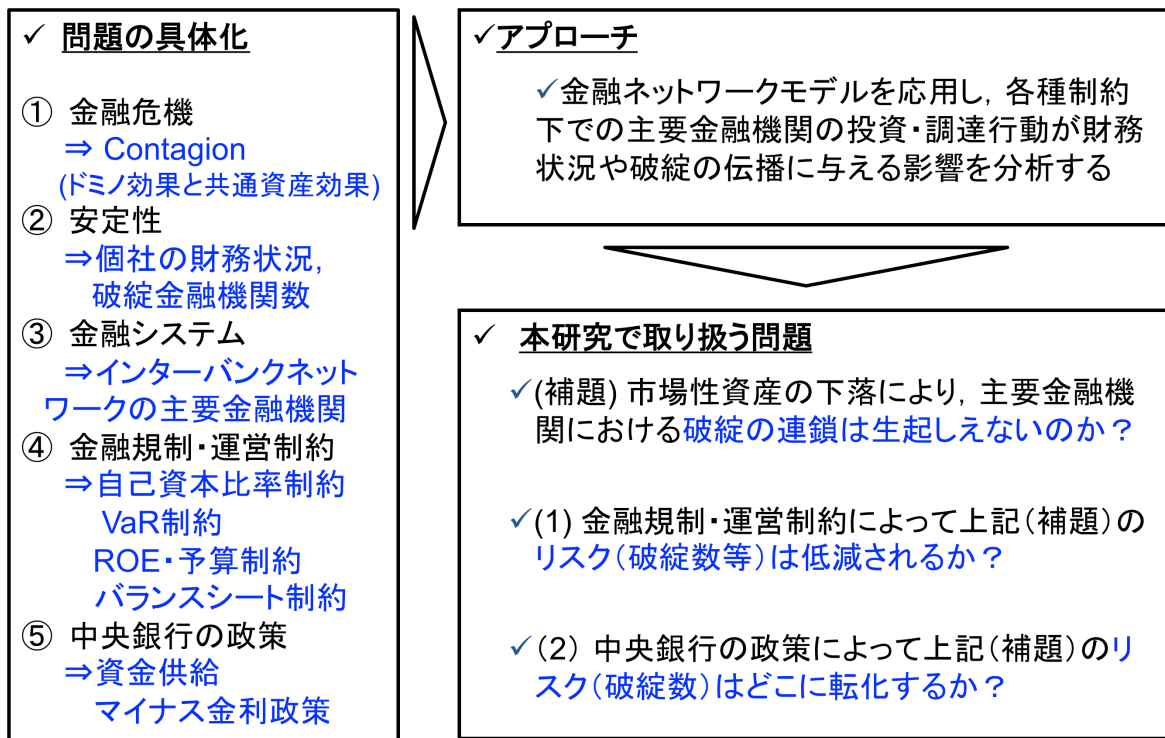 ✓ 問題の具体化
① 金融危機
⇒ Contagion
(ドミノ効果と共通資産効果)
② 安定性
⇒個社の財務状況,
破綻金融機関数
③ 金融システム
⇒インターバンクネット
ワークの主要金融機関
④ 金融規制・運営制約
⇒自己資本比率制約
VaR制約
ROE・予算制約
バランスシート制約
⑤ 中央銀行の政策
⇒資金供給
マイナス金利政策
✓アプローチ
✓金融ネットワークモデルを応用し, 各種制約
下での主要金融機関の投資・調達行動が財務
状況や破綻の伝播に与える影響を分析する
✓ 本研究で取り扱う問題
✓(補題) 市場性資産の下落により, 主要金融機
関における破綻の連鎖は生起しえないのか？
✓(1) 金融規制・運営制約によって上記(補題)の
リスク(破綻数等)は低減されるか？
✓(2) 中央銀行の政策によって上記(補題)のリ
スク(破綻数)はどこに転化するか？